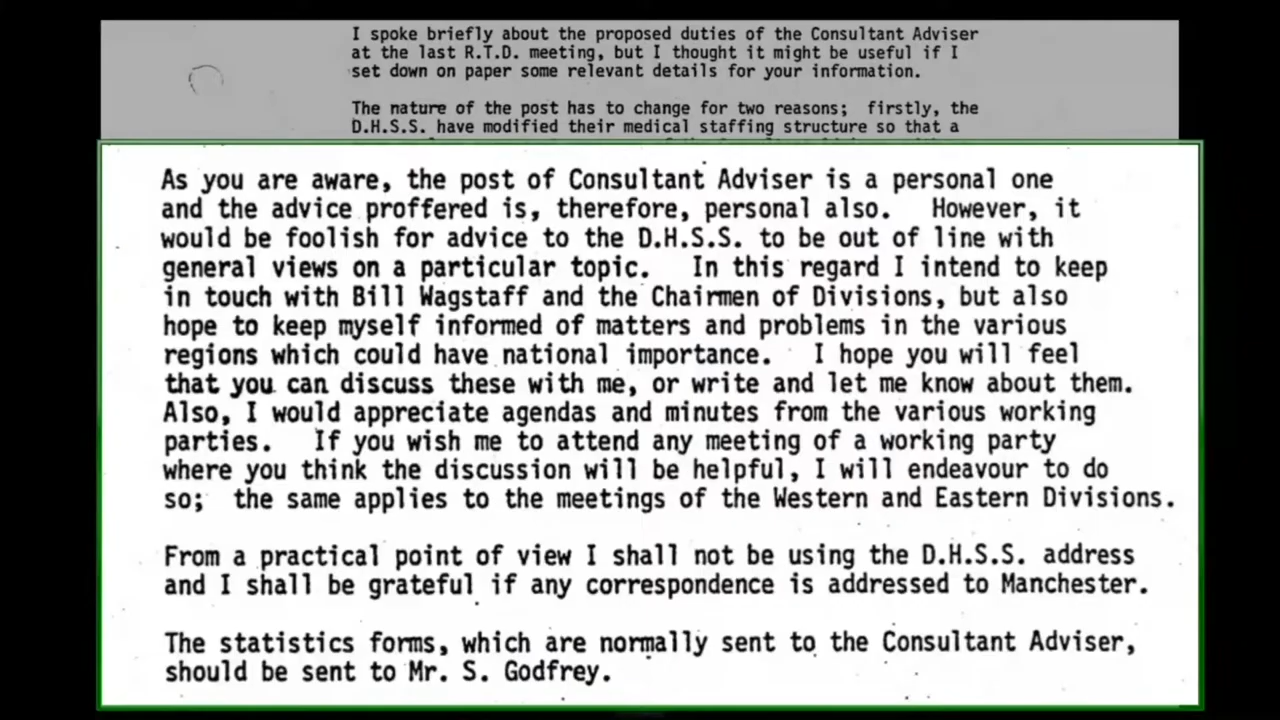 I spoke briefly about the proposed duties of the Consultant Adviser
at the last R.T.D. meeting, but I thought it might be useful if I
set down on paper some relevant details for your information.
The nature of the post has to change for two reasons; firstly, the
D.H.S.S. have modified their medical staffing structure so that a
As you are aware, the post of Consultant Adviser is a personal one
and the advice proffered is, therefore, personal also. However, it
would be foolish for advice to the D.H.S.S. to be out of line with
general views on a particular topic. In this regard I intend to keep
in touch with Bill Wagstaff and the Chairmen of Divisions, but also
hope to keep myself informed of matters and problems in the various
regions which could have national importance. I hope you will feel
that you can discuss these with me, or write and let me know about them.
Also, I would appreciate agendas and minutes from the various working
parties. If you wish me to attend any meeting of a working party
where you think the discussion will be helpful, I will endeavour to do
so; the same applies to the meetings of the Western and Eastern Divisions.
From a practical point of view I shall not be using the D.H.S.S. address
and I shall be grateful if any correspondence is addressed to Manchester.
The statistics forms, which are normally sent to the Consultant Adviser,
should be sent to Mr. S. Godfrey.